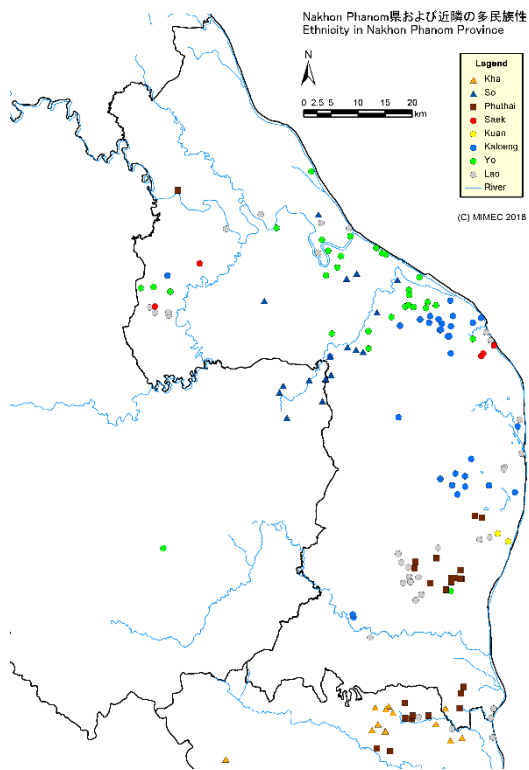 Nakhon Phanom県および近隣の多民族性
Ethnicity in Nakhon Phanom Province
N
0 2.5 5 10 15 20
km
Legend
Kha
So
Phuthai
Saek
Kuan
Kaloeng
Yo
Lao
River
(C) MIMEC 2018